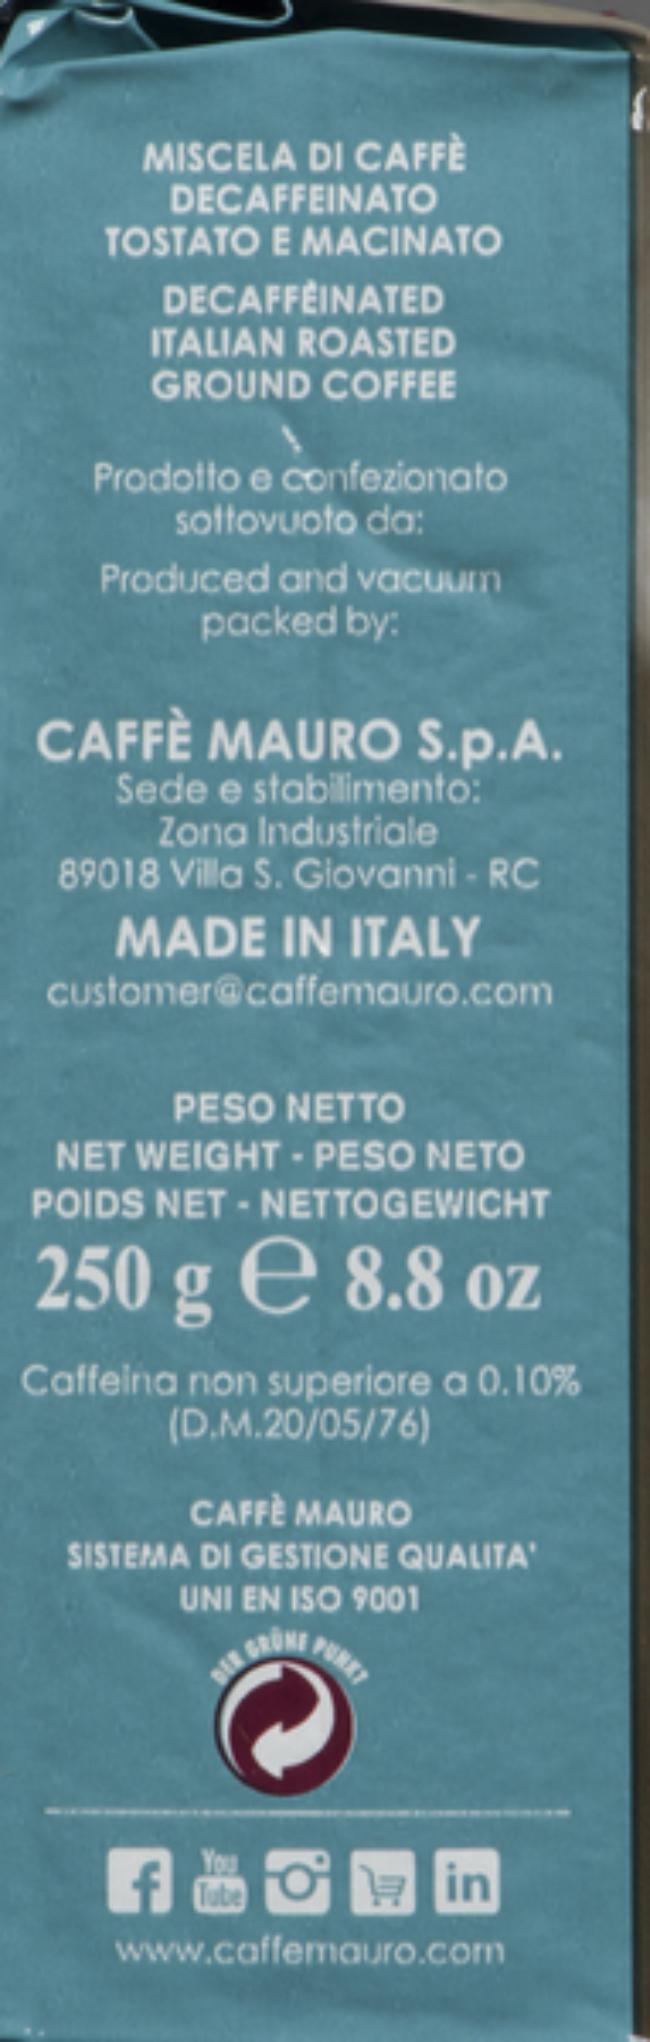 MISCELA DI CAFFÈ
DECAFFEINATO
TOSTATO E MACINATO
DECAFFEINATED
ITALIAN ROASTED
GROUND COFFEE
Prodotto e confezionato
sottovuoto da:
Produced and vacuum
packed by:
CAFFÈ MAURO S.p.A.
Sede e stabilimento:
Zona Industriale
89018 Villa S. Giovanni - RC
MADE IN ITALY
customer@caffemauro.com
PESO NETTO
NET WEIGHT - PESO NETO
POIDS NET - NETTOGEWICHT
250 g ℮ 8.8 oz
Caffeina non superiore a 0.10%
(D.M.20/05/76)
CAFFÈ MAURO
SISTEMA DI GESTIONE QUALITA'
UNI EN ISO 9001
DER GRÜNE PUNKT
f You Tube in
www.caffemauro.com